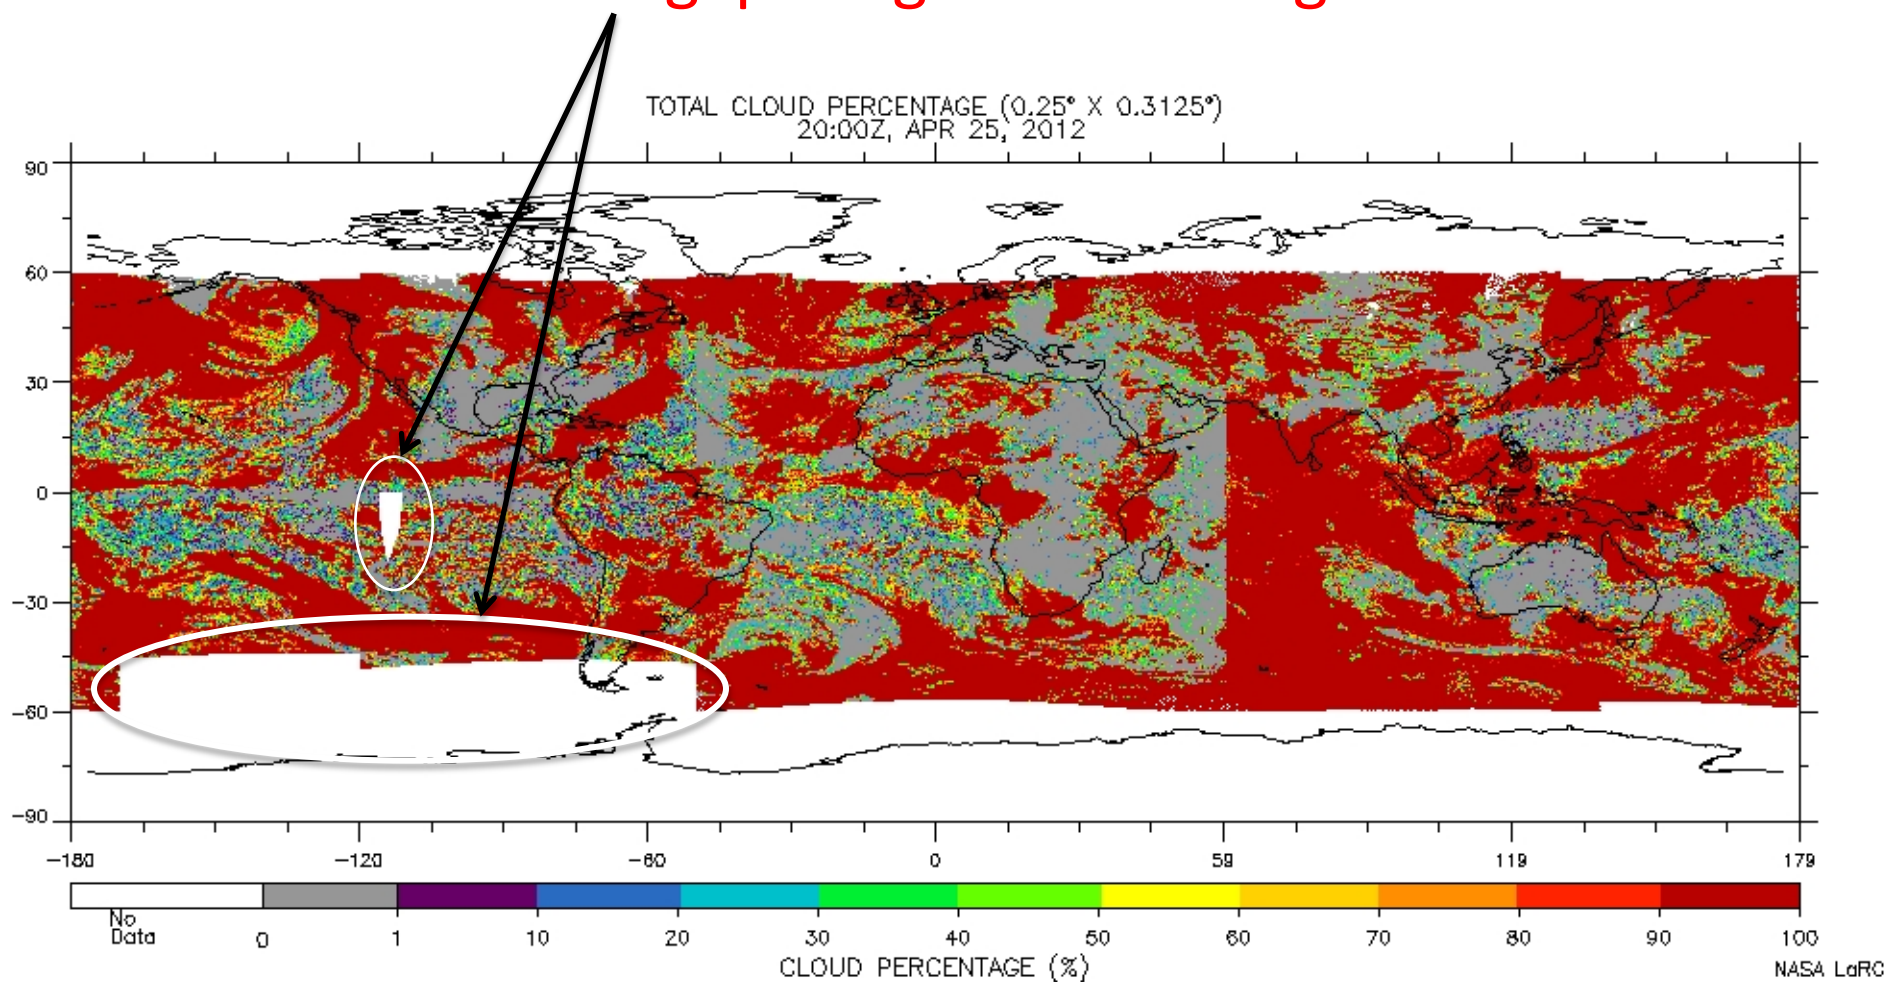 TOTAL CLOUD PERCENTAGE (0.25° X 0.3125°)
20:00Z, APR 25, 2012
90
60
30
0
−30
−60
−90
−180 −120 −60 0 59 119 179
No Data 0 1 10 20 30 40 50 60 70 80 90 100
CLOUD PERCENTAGE (%)
NASA LaRC